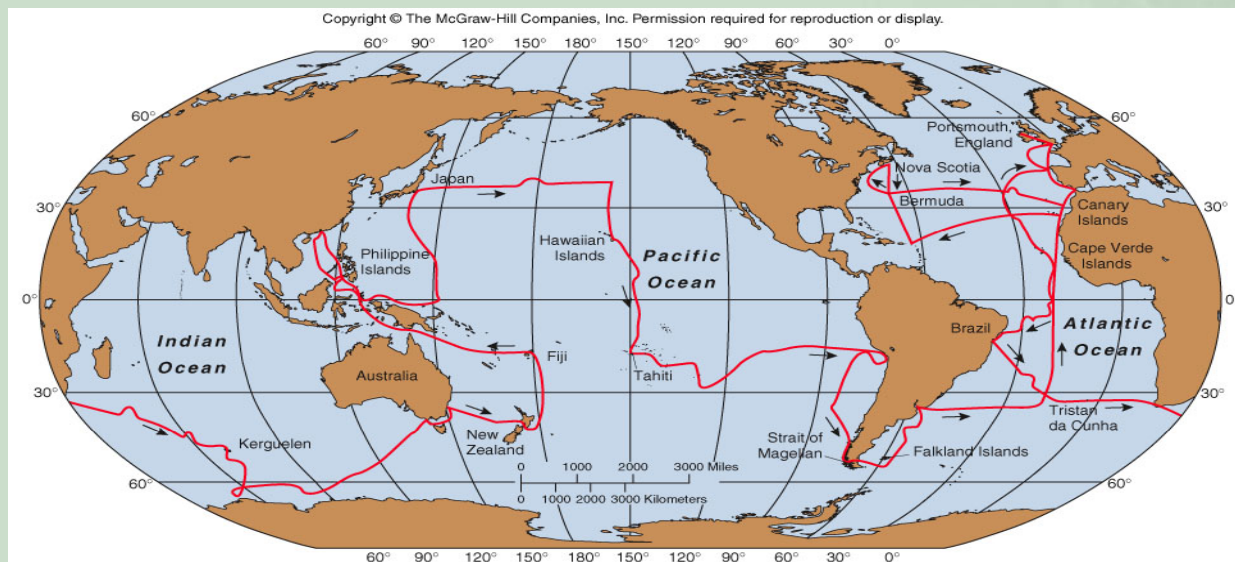 Copyright © The McGraw-Hill Companies, Inc. Permission required for reproduction or display.
60° 90° 120° 150° 180° 150° 120° 90° 60° 30° 0°
60°
60°
Portsmouth,
England
Nova Scotia
Japan
Bermuda
30°
30°
Canary
Islands
Hawaiian
Islands
Philippine
Islands
Pacific
Ocean
Cape Verde
Islands
0°
0
Brazil
Atlantic
Ocean
Indian
Ocean
Fiji
Australia
Tahiti
30°
30°
Tristan
da Cunha
New
Zealand
Kerguelen
Strait of
Magellan
Falkland Islands
0 1000 2000 3000 Miles
0 1000 2000 3000 Kilometers
60°
60°
60° 90° 120° 150° 180° 150° 120° 90° 60° 30° 0°